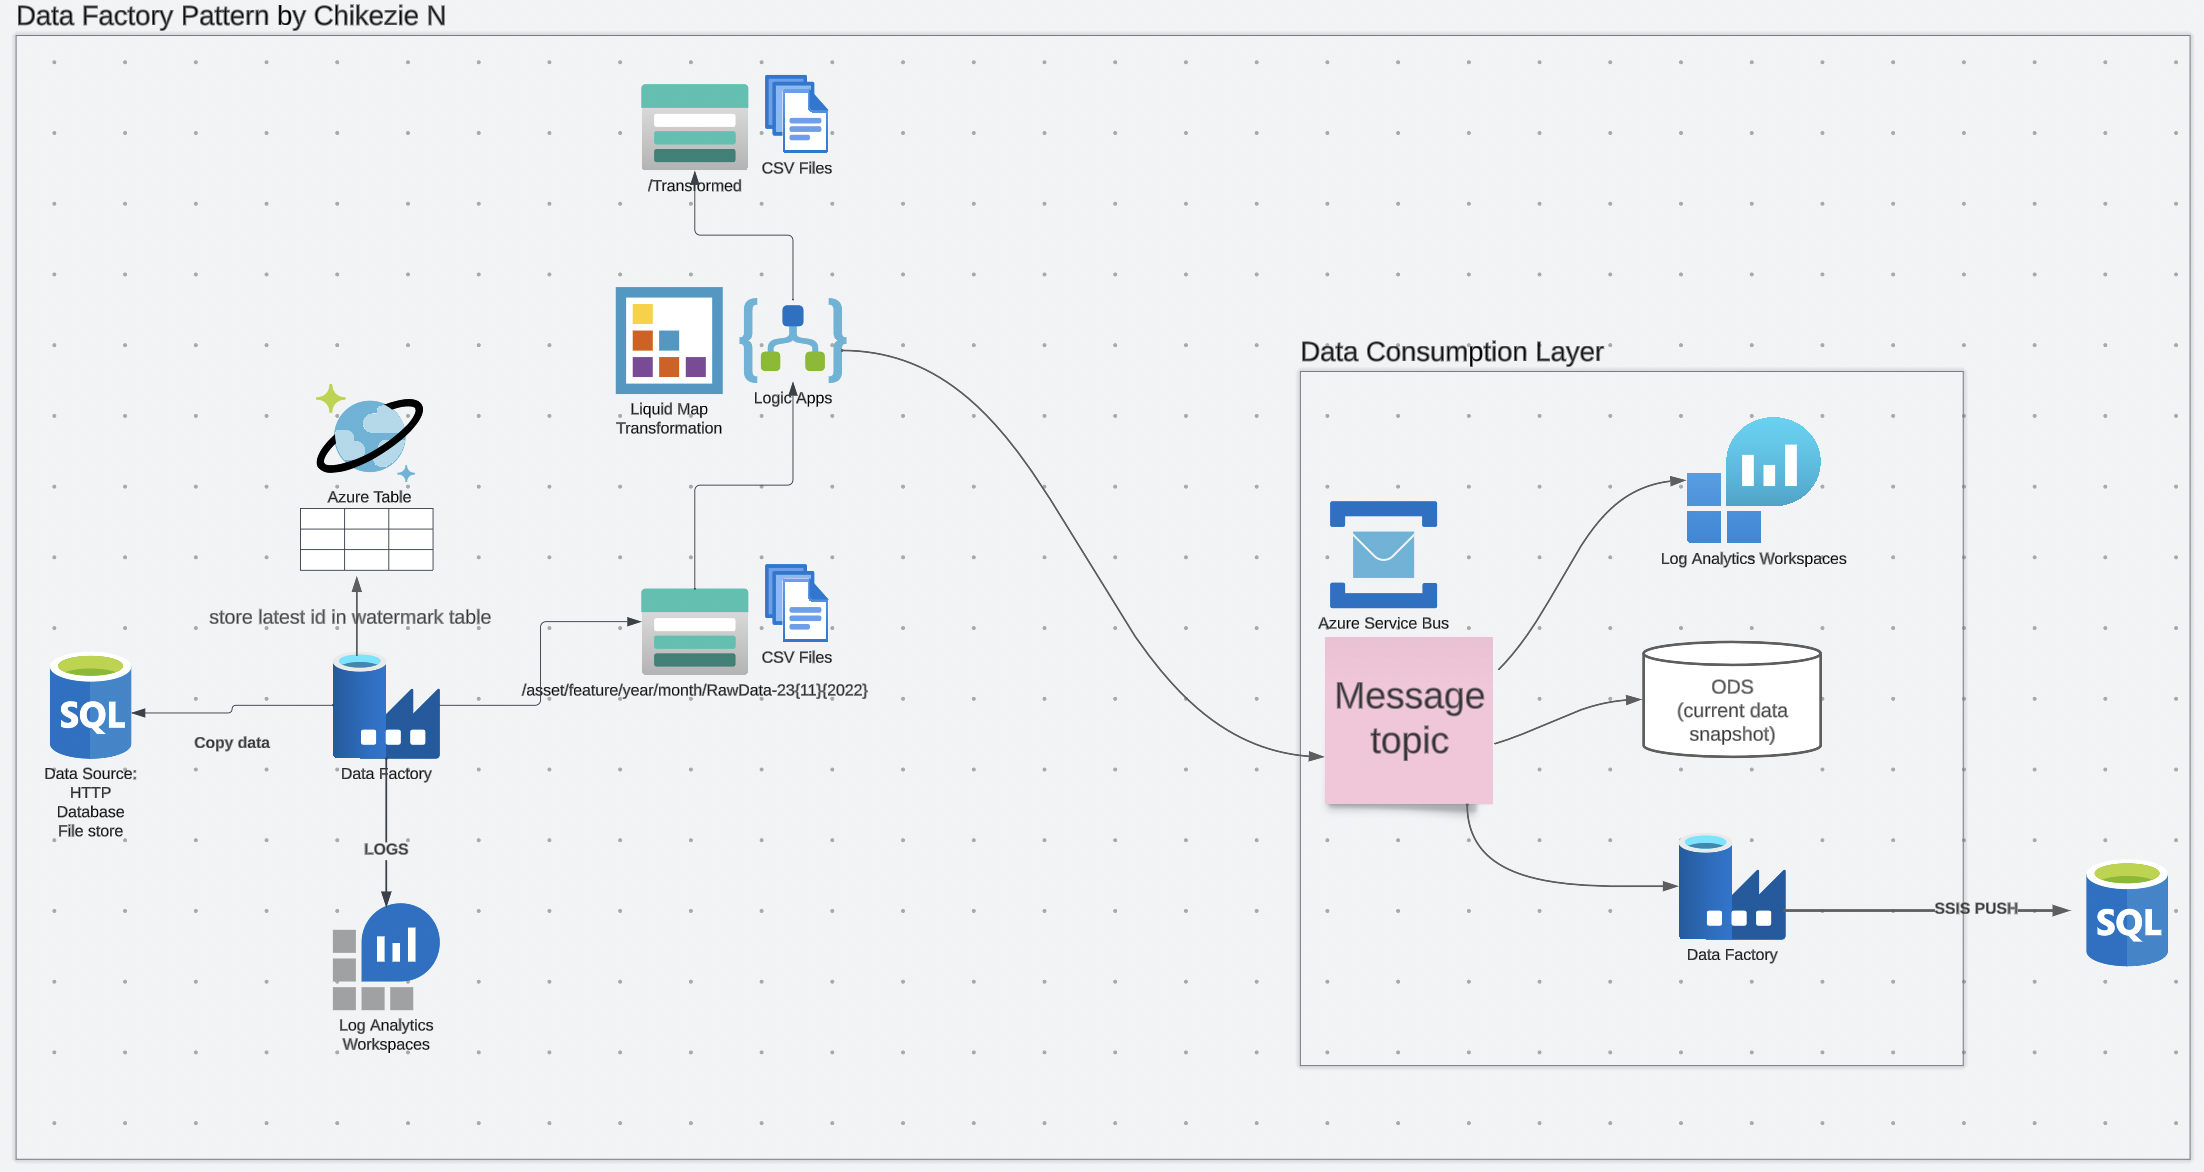 Data Factory Pattern by Chikezie N
CSV Files
/Transformed
Liquid Map
Transformation
Logic Apps
Azure Table
store latest id in watermark table
SQL
Data Source:
HTTP
Database
File store
Copy data
Data Factory
CSV Files
/asset/feature/year/month/RawData-23{11}{2022}
LOGS
Log Analytics
Workspaces
Data Consumption Layer
Azure Service Bus
Message
topic
Log Analytics Workspaces
ODS
(current data
snapshot)
Data Factory
SSIS PUSH
SQL